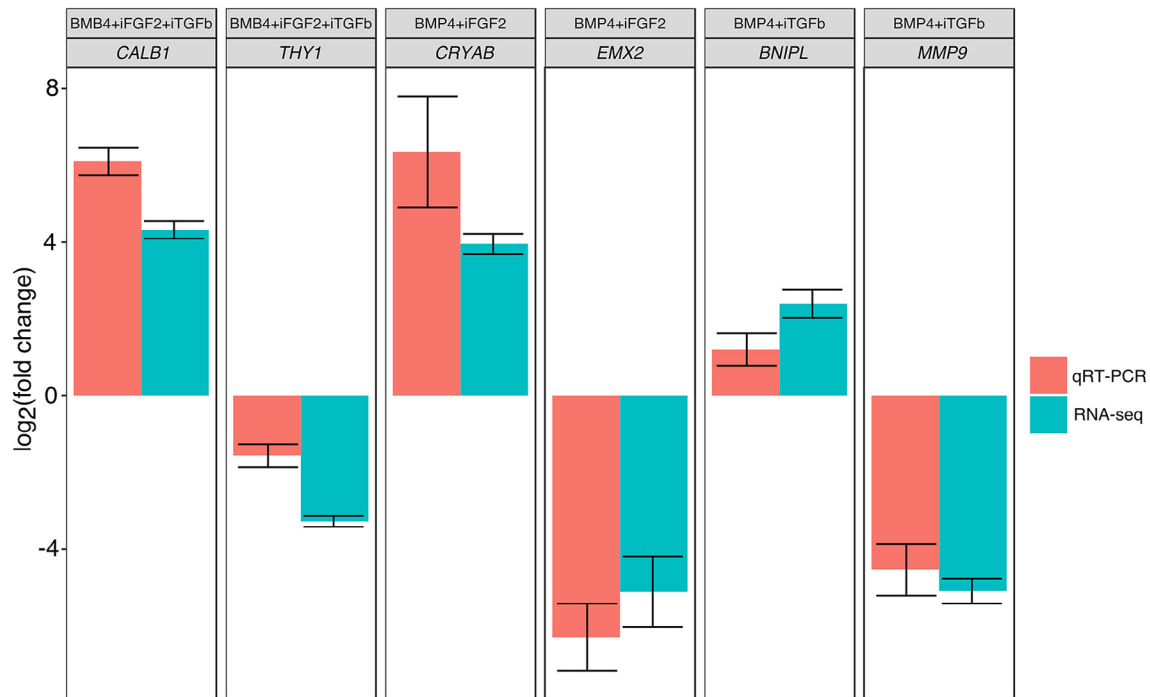 BMB4+iFGF2+iTGFb BMB4+iFGF2+iTGFb BMP4+iFGF2 BMP4+iFGF2 BMP4+iTGFb BMP4+iTGFb
CALB1 THY1 CRYAB EMX2 BNIPL MMP9
8
4
0
-4
log2(fold change)
qRT-PCR
RNA-seq